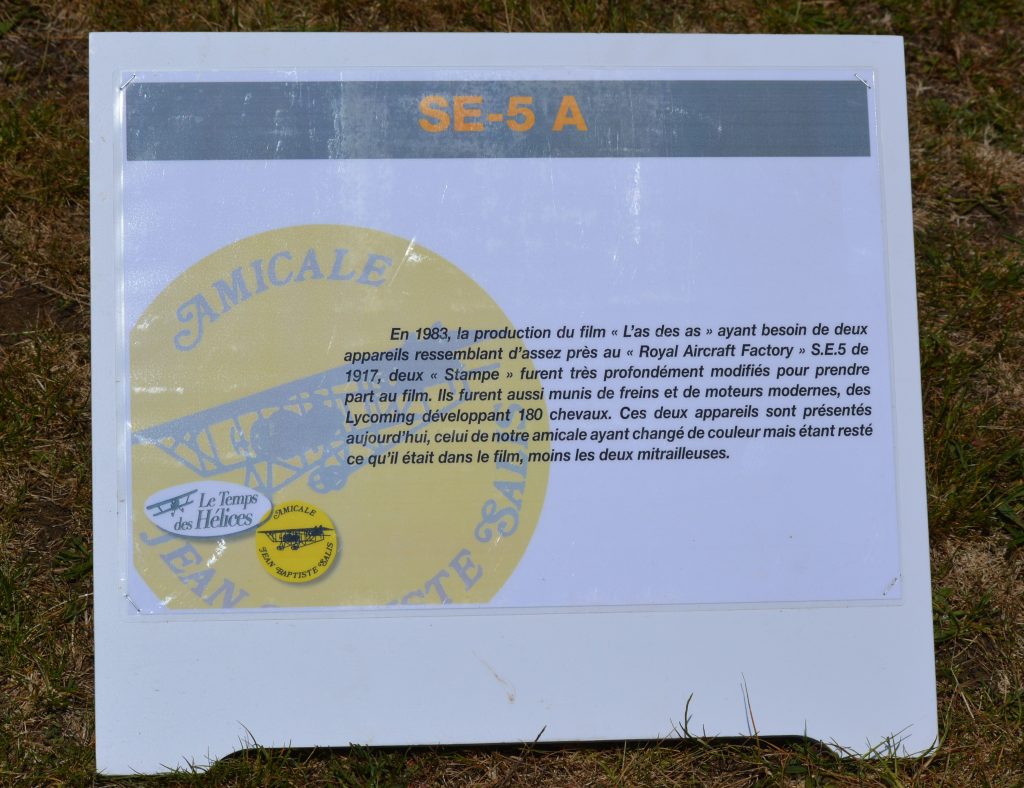 SE-5 A
AMICALE
JEAN BAPTISTE SALIS
En 1983, la production du film « L'as des as » ayant besoin de deux
appareils ressemblant d'assez près au « Royal Aircraft Factory » S.E.5 de
1917, deux « Stampe » furent très profondément modifiés pour prendre
part au film. Ils furent aussi munis de freins et de moteurs modernes, des
Lycoming développant 180 chevaux. Ces deux appareils sont présentés
aujourd'hui, celui de notre amicale ayant changé de couleur mais étant resté
ce qu'il était dans le film, moins les deux mitrailleuses.
Le Temps
des Hélices
AMICALE
JEAN BAPTISTE SALIS